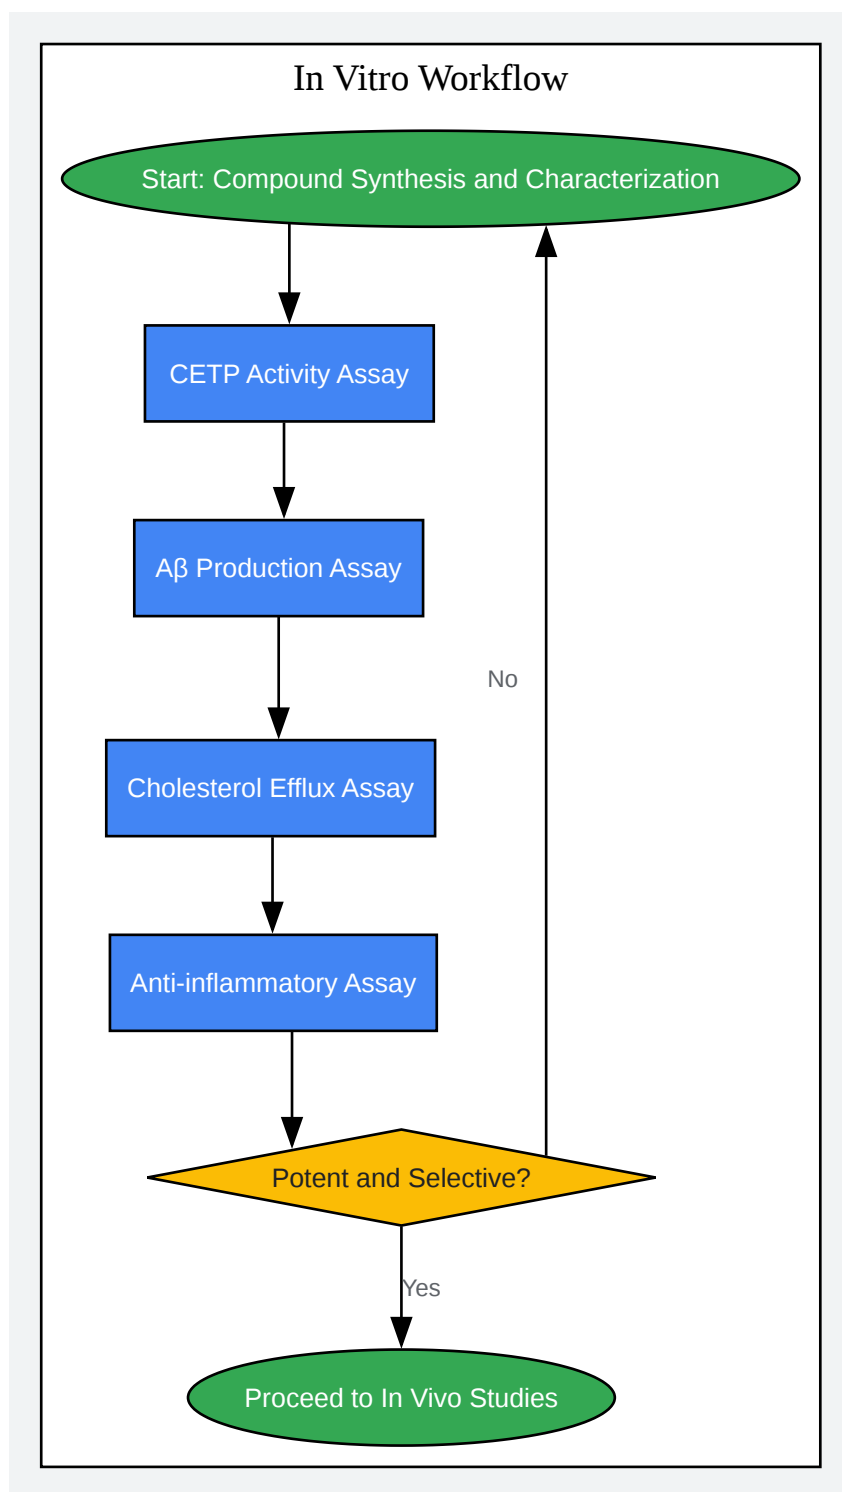 In Vitro Workflow
Start: Compound Synthesis and Characterization
CETP Activity Assay
Aβ Production Assay
No
Cholesterol Efflux Assay
Anti-inflammatory Assay
Potent and Selective?
Yes
Proceed to In Vivo Studies